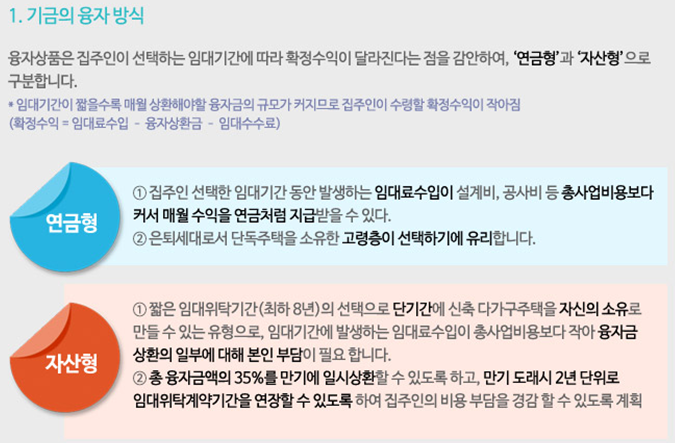 1. 기금의 융자 방식
융자상품은 집주인이 선택하는 임대기간에 따라 확정수익이 달라진다는 점을 감안하여, ‘연금형’과 ‘자산형’으로
구분합니다.
* 임대기간이 짧을수록 매월 상환해야할 융자금의 규모가 커지므로 집주인이 수령할 확정수익이 작아짐
(확정수익 = 임대료수입 - 융자상환금 - 임대수수료)
연금형
① 집주인 선택한 임대기간 동안 발생하는 임대료수입이 설계비, 공사비 등 총사업비용보다
커서 매월 수익을 연금처럼 지급받을 수 있다.
② 은퇴세대로서 단독주택을 소유한 고령층이 선택하기에 유리합니다.
자산형
① 짧은 임대위탁기간(최하 8년)의 선택으로 단기간에 신축 다가구주택을 자신의 소유로
만들 수 있는 유형으로, 임대기간에 발생하는 임대료수입이 총사업비용보다 작아 융자금
상환의 일부에 대해 본인 부담이 필요 합니다.
② 총 융자금액의 35%를 만기에 일시상환할 수 있도록 하고, 만기 도래시 2년 단위로
임대위탁계약기간을 연장할 수 있도록 하여 집주인의 비용 부담을 경감 할 수 있도록 계획